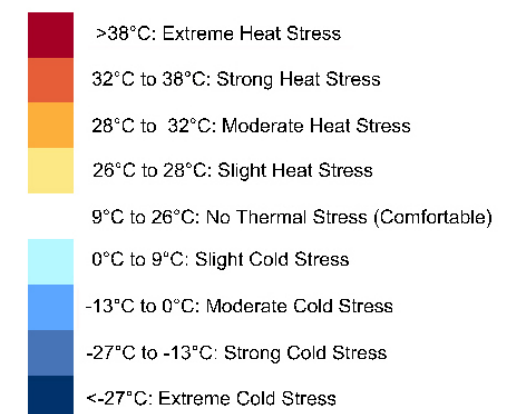 >38°C: Extreme Heat Stress
32°C to 38°C: Strong Heat Stress
28°C to 32°C: Moderate Heat Stress
26°C to 28°C: Slight Heat Stress
9°C to 26°C: No Thermal Stress (Comfortable)
0°C to 9°C: Slight Cold Stress
-13°C to 0°C: Moderate Cold Stress
-27°C to -13°C: Strong Cold Stress
<-27°C: Extreme Cold Stress